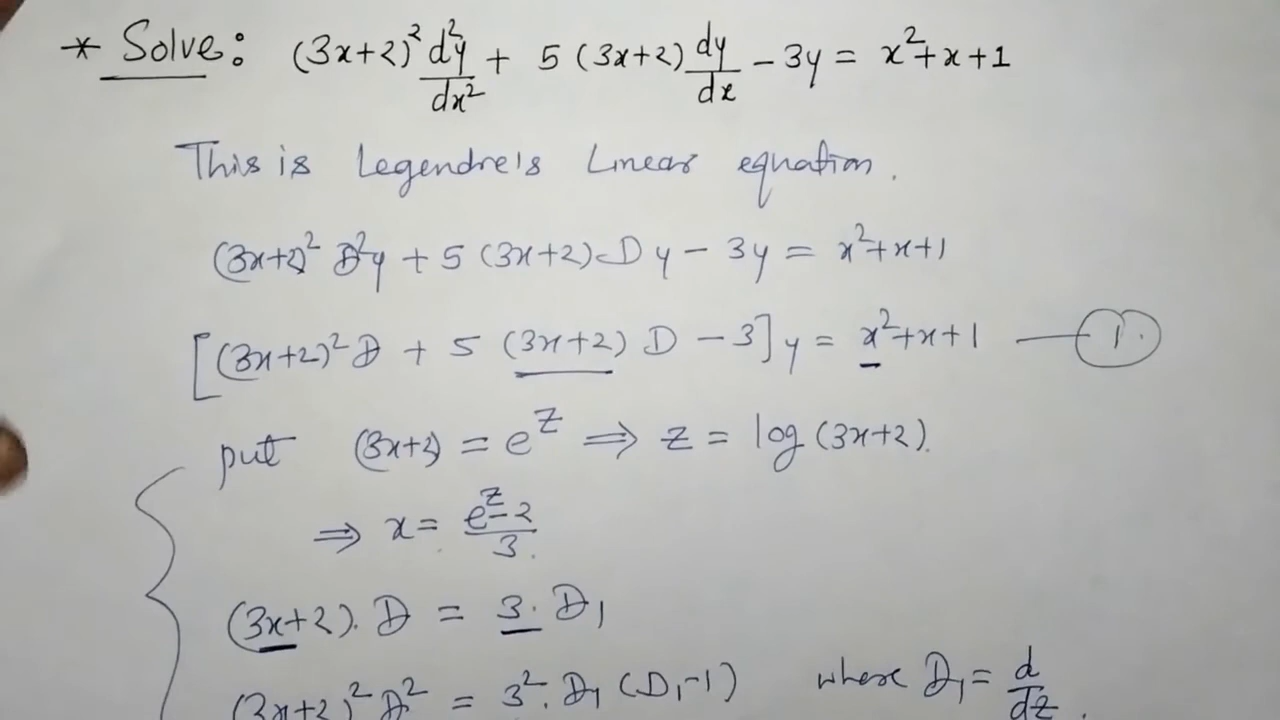 * Solve: (3x+2)² d²y/dx² + 5 (3x+2) dy/dx - 3y = x²+x+1
This is Legendre's Linear equation.
(3x+2)² D²y + 5 (3x+2) D y - 3y = x²+x+1
[(3x+2)² D + 5 (3x+2) D - 3] y = x²+x+1 — 1.
put (3x+2) = e^z ⇒ z = log (3x+2).
⇒ x = (e^z - 2)/3.
(3x+2). D = 3. D₁
(3x+2)² D² = 3². D₁ (D₁-1) where D₁ = d/dz.